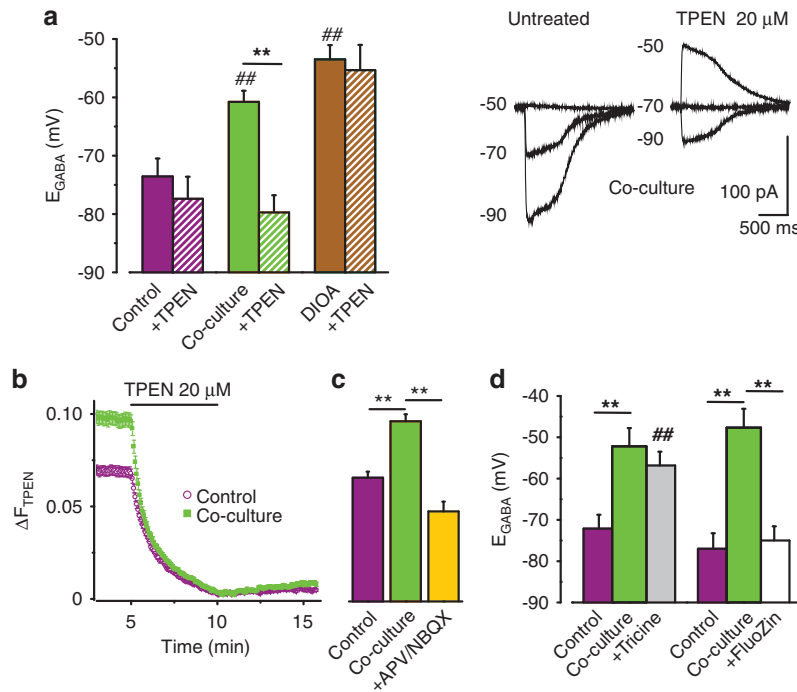 a
-50
-60
-70
-80
-90
E_GABA (mV)
##
**
##
Control
+TPEN
Co-culture
+TPEN
DIOA
+TPEN
Untreated
TPEN 20 μM
-50
-70
-90
-50
-70
-90
Co-culture
100 pA
500 ms
b
TPEN 20 μM
0.10
0.05
0
ΔF_TPEN
Control
Co-culture
5
10
15
Time (min)
c
**
**
Control
Co-culture
+APV/NBQX
d
-40
-50
-60
-70
-80
-90
E_GABA (mV)
**
##
**
**
Control
Co-culture
+Tricine
Control
Co-culture
+FluoZin